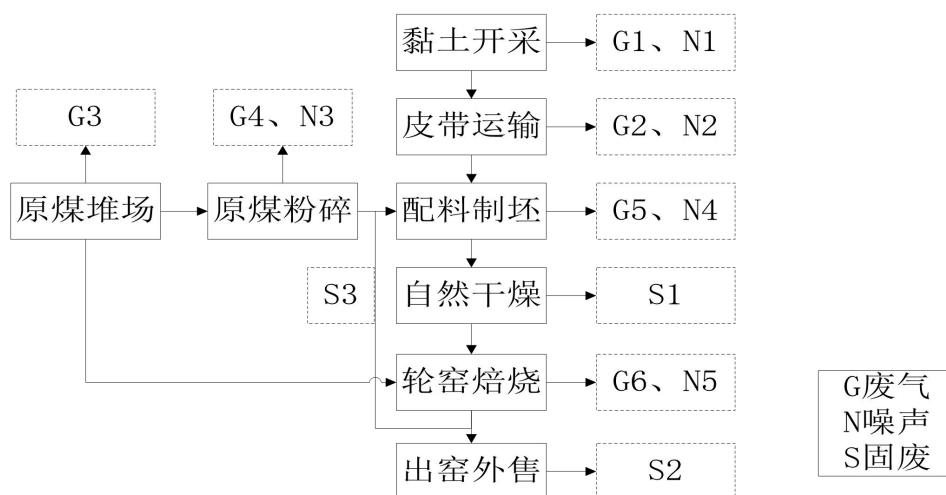 黏土开采
G1、N1
G3
G4、N3
皮带运输
G2、N2
原煤堆场
原煤粉碎
配料制坯
G5、N4
S3
自然干燥
S1
轮窑焙烧
G6、N5
出窑外售
S2
G废气
N噪声
S固废